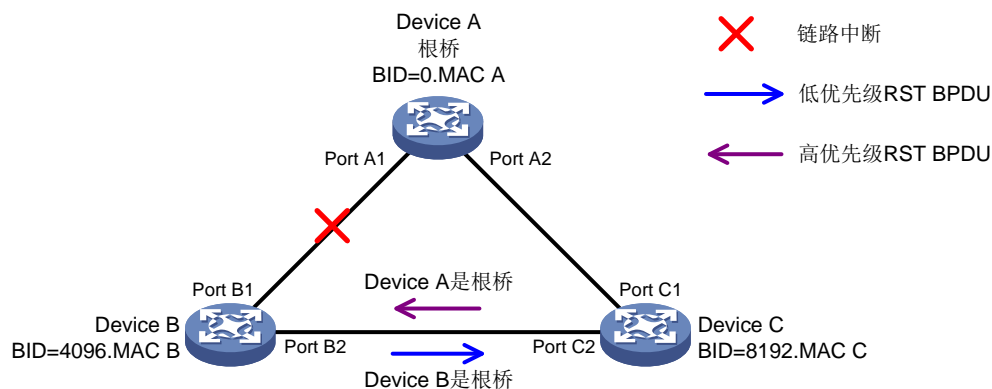 Device A
根桥
BID=0.MAC A
链路中断
低优先级RST BPDU
高优先级RST BPDU
Port A1
Port A2
Port B1
Device A是根桥
Port C1
Device B
BID=4096.MAC B
Port B2
Port C2
Device C
BID=8192.MAC C
Device B是根桥